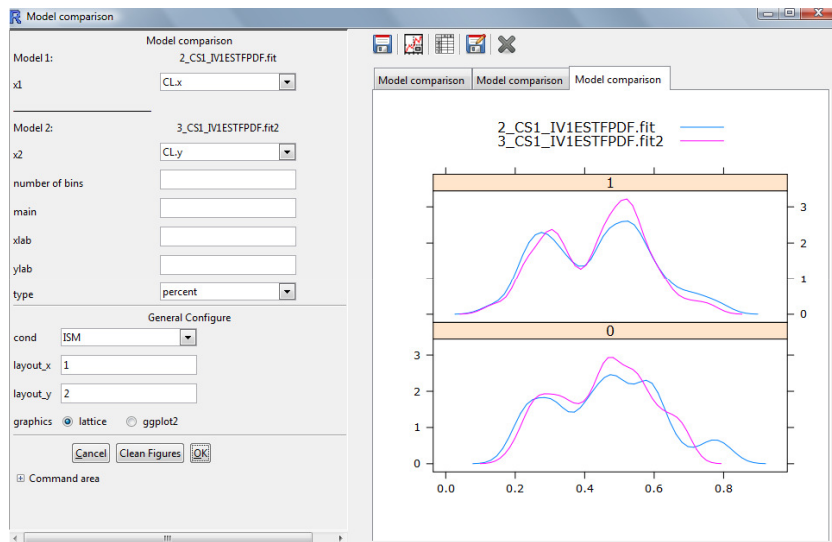 Model comparison
Model comparison
Model 1: 2_CS1_IV1ESTFPDF.fit
x1 CL.x
Model 2: 3_CS1_IV1ESTFPDF.fit2
x2 CL.y
number of bins
main
xlab
ylab
type percent
General Configure
cond ISM
layout_x 1
layout_y 2
graphics lattice ggplot2
Cancel Clean Figures OK
Command area
Model comparison Model comparison Model comparison
2_CS1_IV1ESTFPDF.fit
3_CS1_IV1ESTFPDF.fit2
1
3
2
1
0
0
3
2
1
0
0.0 0.2 0.4 0.6 0.8